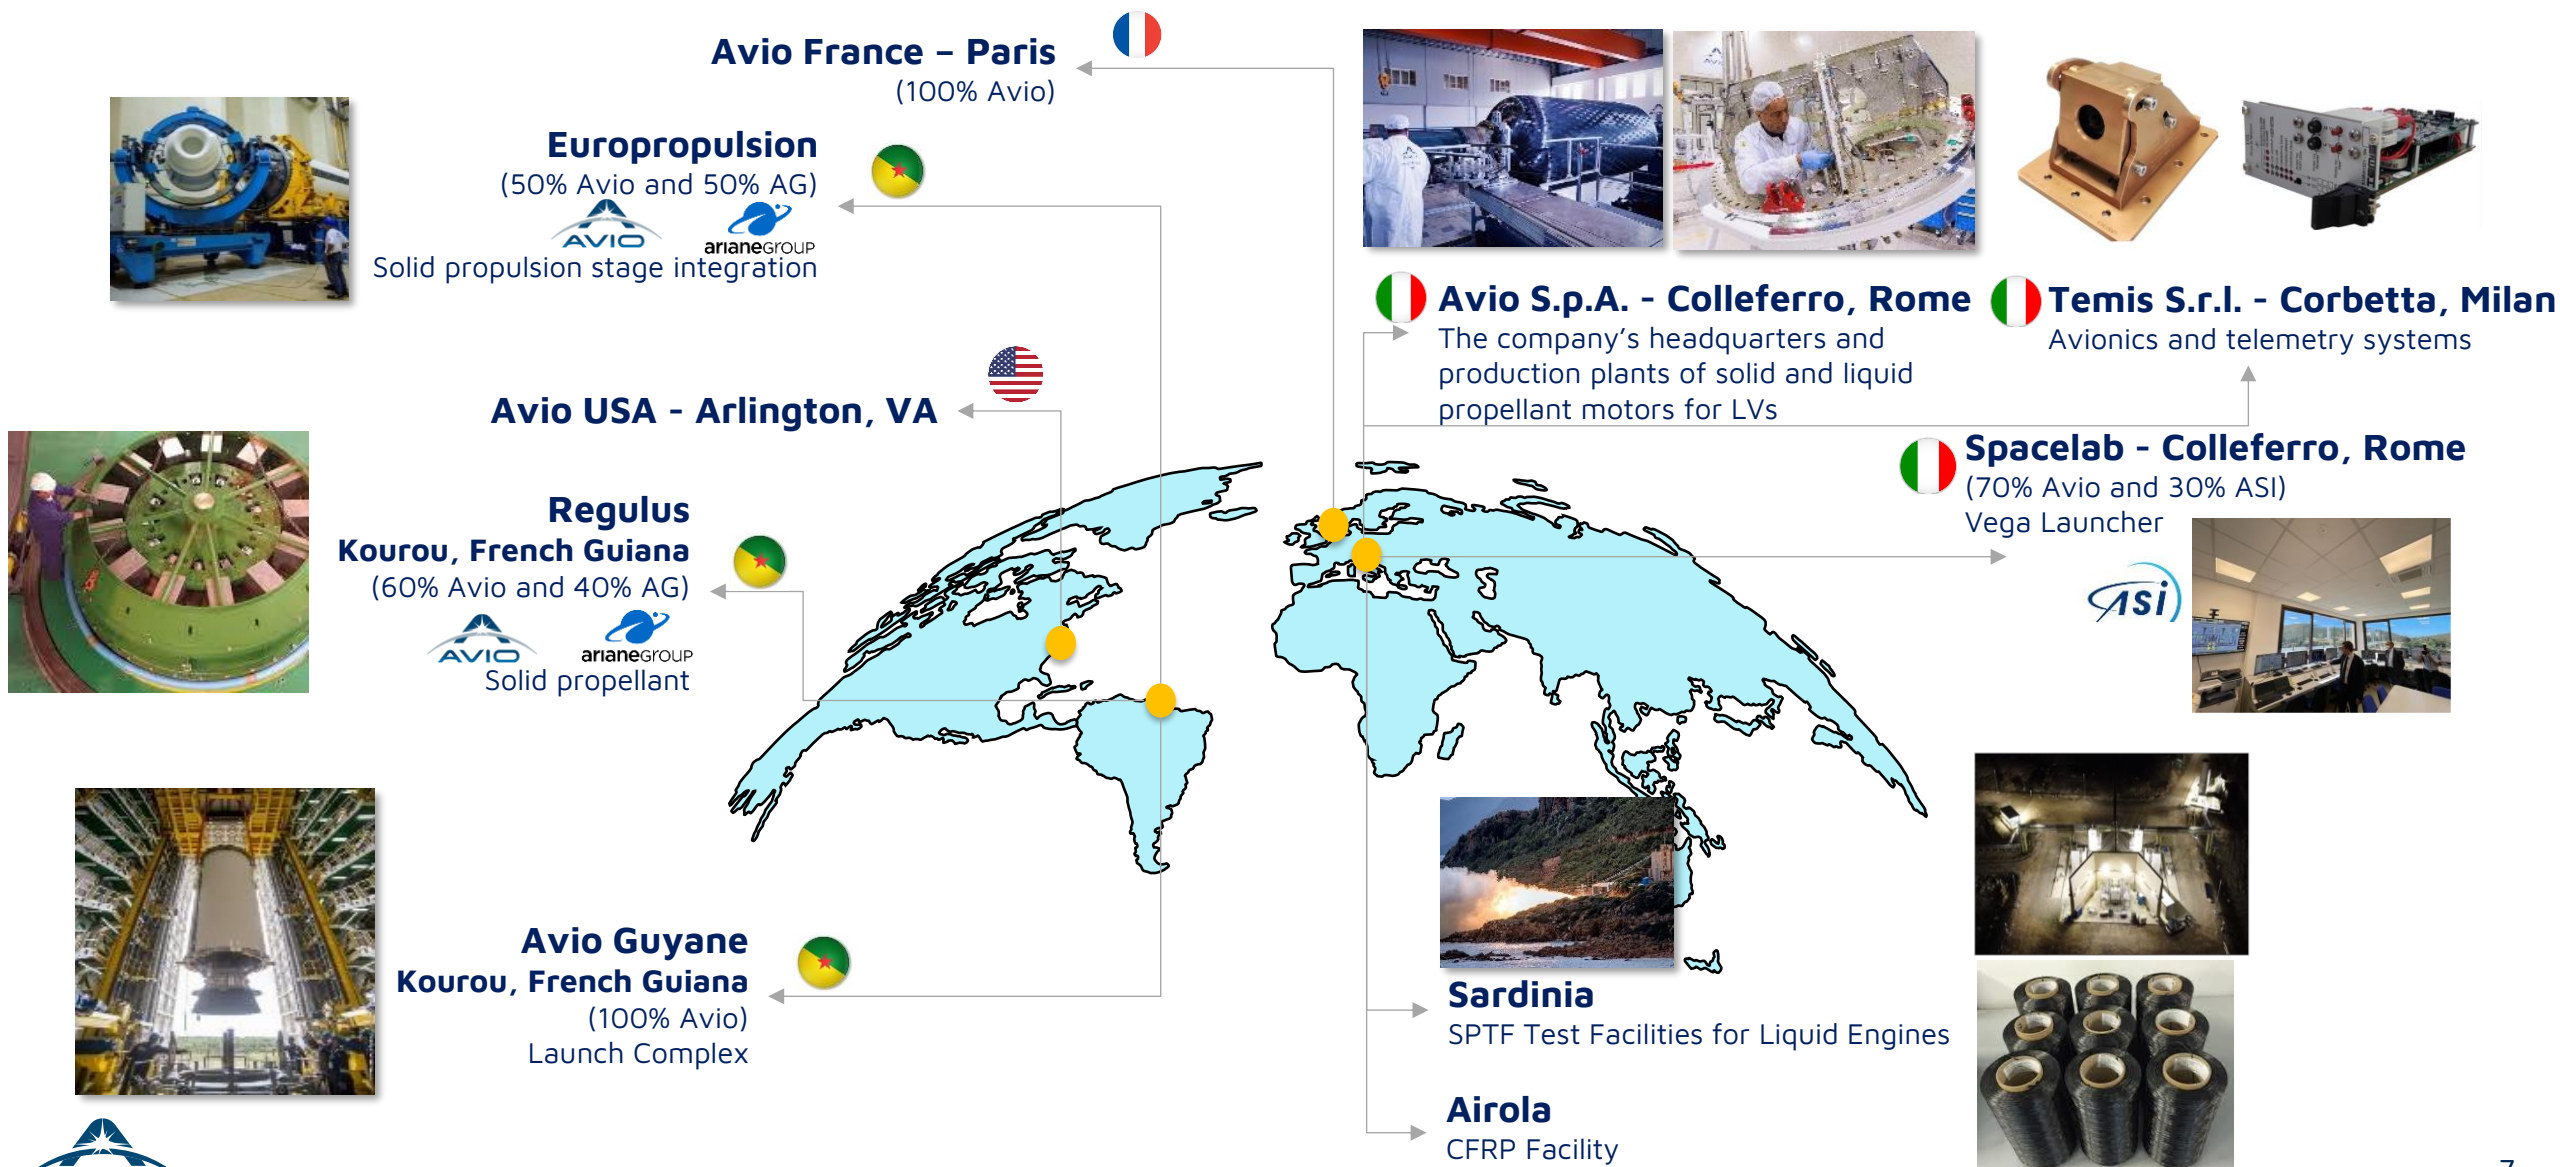 Avio France – Paris
(100% Avio)
Europropulsion
(50% Avio and 50% AG)
AVIO
arianeGROUP
Solid propulsion stage integration
Avio USA - Arlington, VA
Regulus
Kourou, French Guiana
(60% Avio and 40% AG)
AVIO
arianeGROUP
Solid propellant
Avio Guyane
Kourou, French Guiana
(100% Avio)
Launch Complex
Avio S.p.A. - Colleferro, Rome
The company’s headquarters and
production plants of solid and liquid
propellant motors for LVs
Temis S.r.l. - Corbetta, Milan
Avionics and telemetry systems
Spacelab - Colleferro, Rome
(70% Avio and 30% ASI)
Vega Launcher
ASI
Sardinia
SPTF Test Facilities for Liquid Engines
Airola
CFRP Facility
7